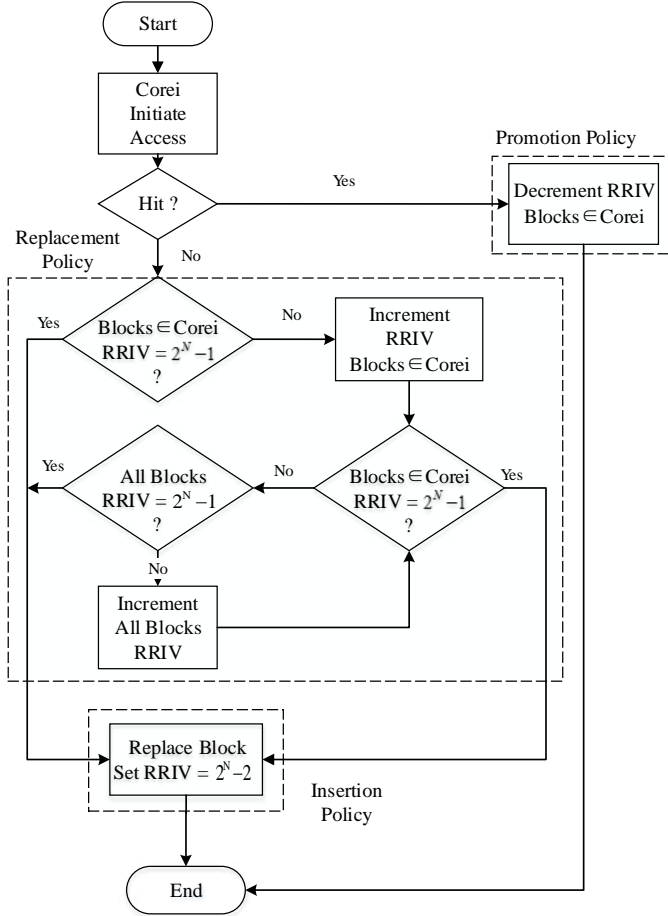 Start
Corei
Initiate
Access
Promotion Policy
Hit ?
Yes
Decrement RRIV
Blocks ∈ Corei
Replacement
Policy
No
Yes
Blocks ∈ Corei
RRIV = 2^N −1
?
No
Increment
RRIV
Blocks ∈ Corei
Yes
All Blocks
RRIV = 2^N −1
?
No
Blocks ∈ Corei
RRIV = 2^N −1
?
Yes
No
Increment
All Blocks
RRIV
Replace Block
Set RRIV = 2^N −2
Insertion
Policy
End